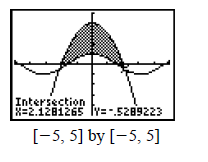 Intersection
X=2.1281265 Y=-.5289223
[−5, 5] by [−5, 5]